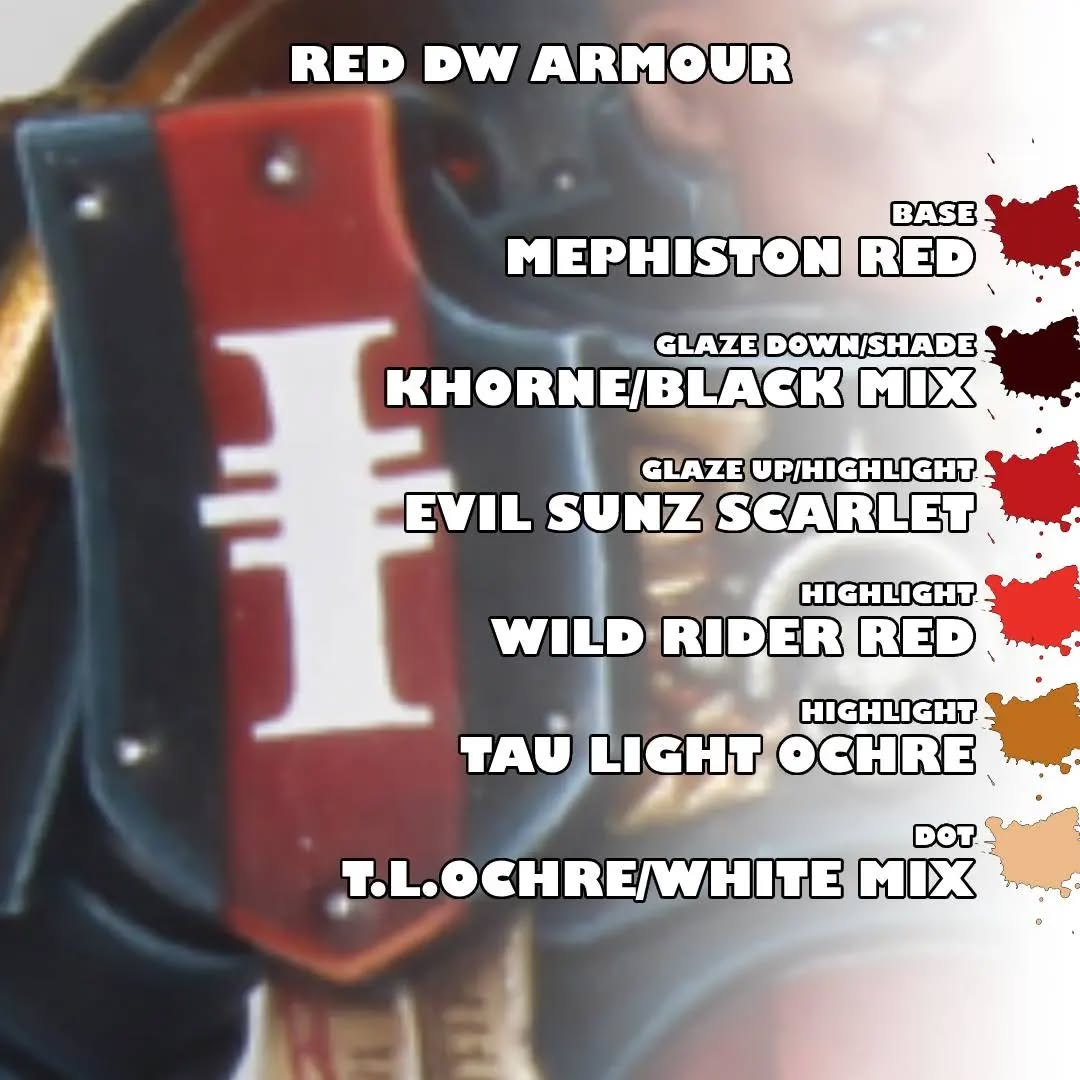 RED DW ARMOUR
BASE
MEPHISTON RED
GLAZE DOWN/SHADE
KHORNE/BLACK MIX
GLAZE UP/HIGHLIGHT
EVIL SUNZ SCARLET
HIGHLIGHT
WILD RIDER RED
HIGHLIGHT
TAU LIGHT OCHRE
DOT
T.L.OCHRE/WHITE MIX